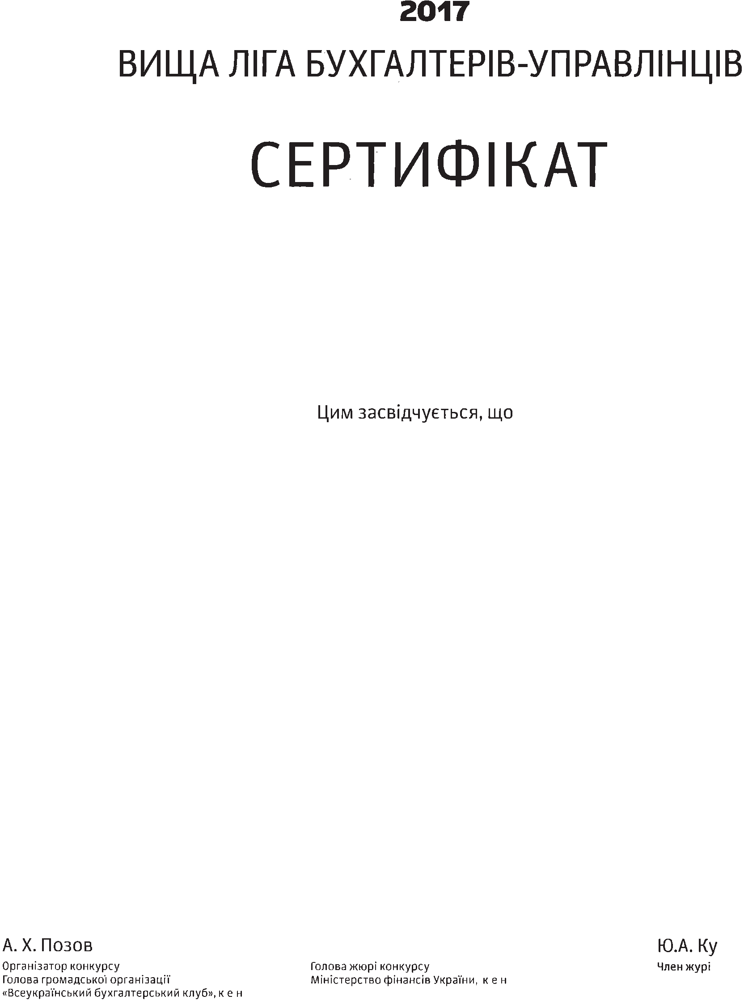 2017
ВИЩА ЛІГА БУХГАЛТЕРІВ-УПРАВЛІНЦІВ
СЕРТИФІКАТ
Цим засвідчується, що
А. Х. Позов
Організатор конкурсу
Голова громадської організації
«Всеукраїнський бухгалтерський клуб», к е н
Голова жюрі конкурсу
Міністерство фінансів України, к е н
Ю.А. Ку
Член журі